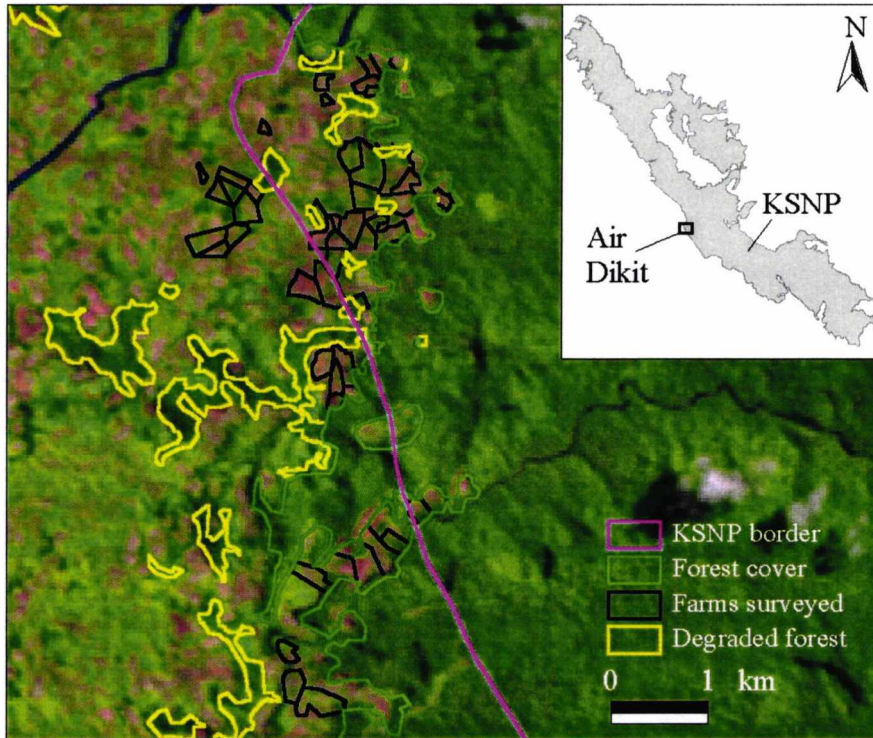 N
KSNP
Air
Dikit
KSNP border
Forest cover
Farms surveyed
Degraded forest
0 1 km